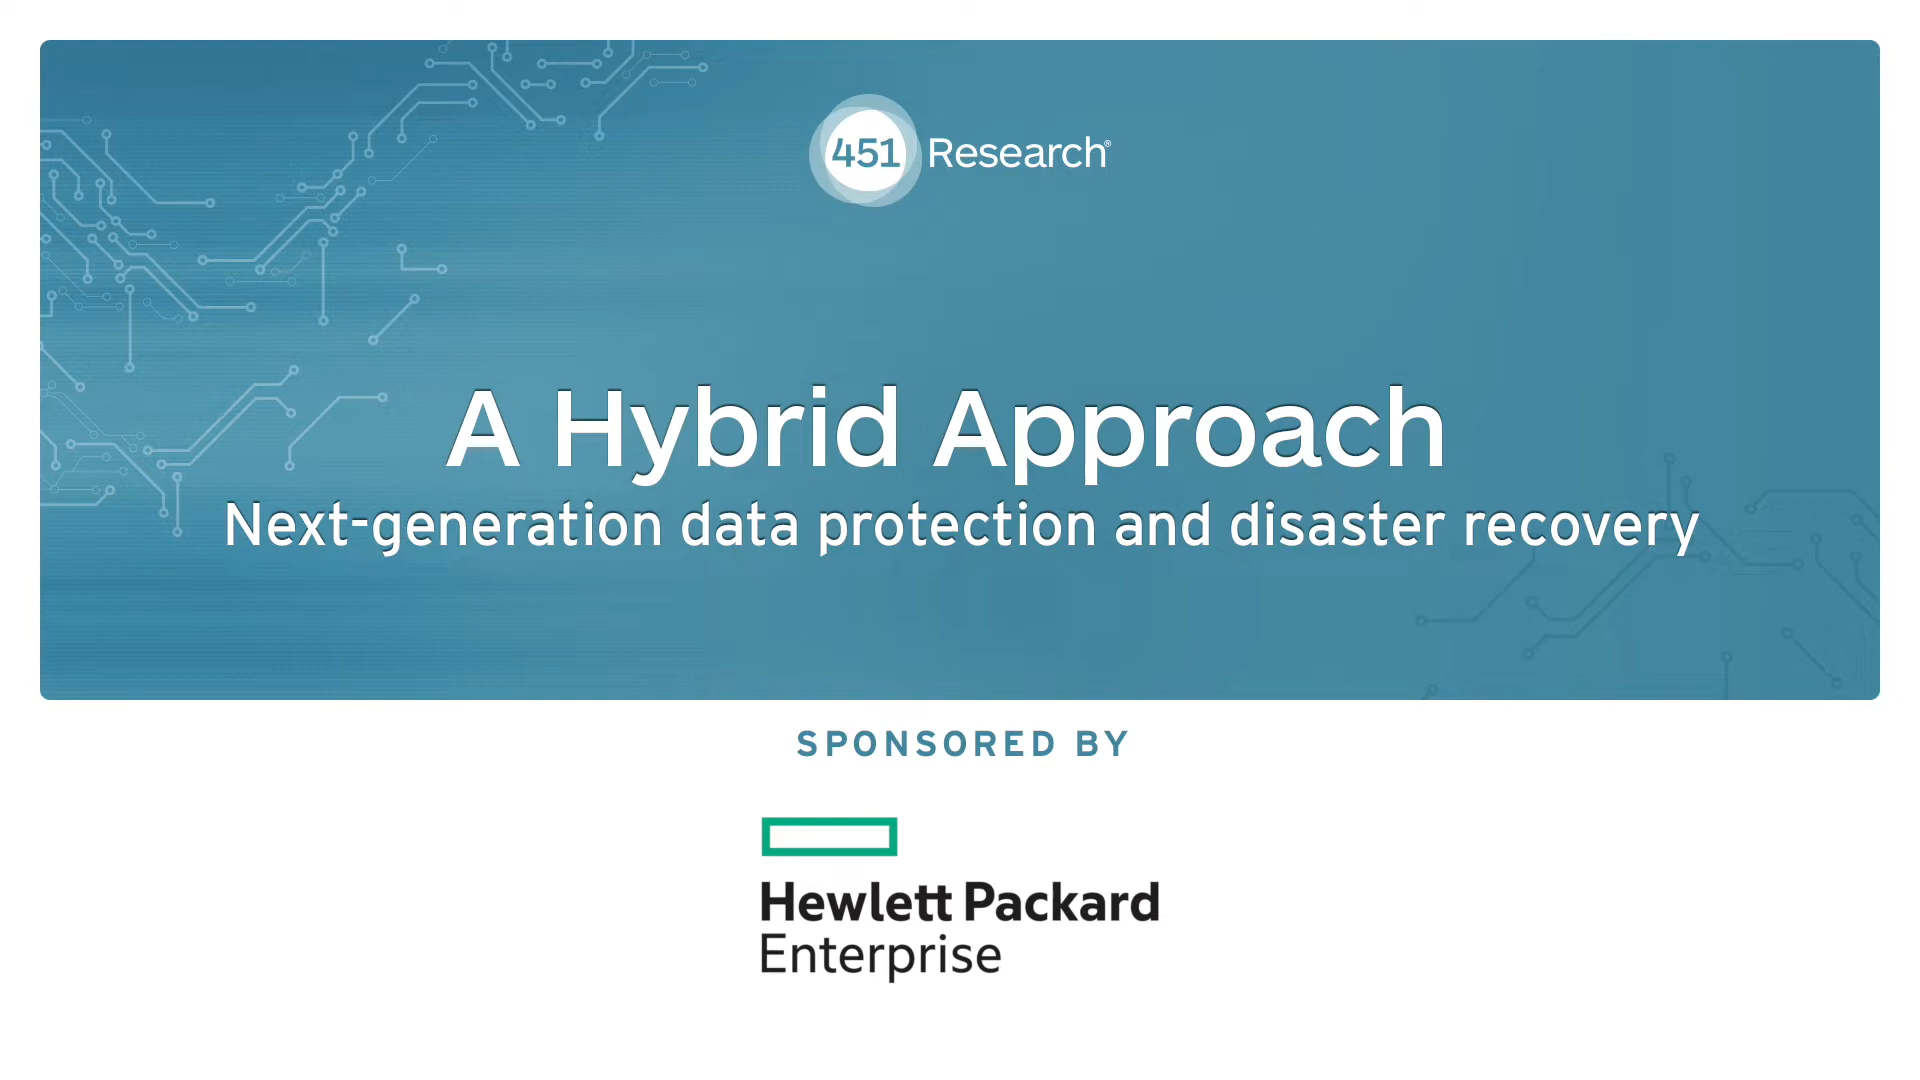 451 Research®
A Hybrid Approach
Next-generation data protection and disaster recovery
SPONSORED BY
Hewlett Packard
Enterprise